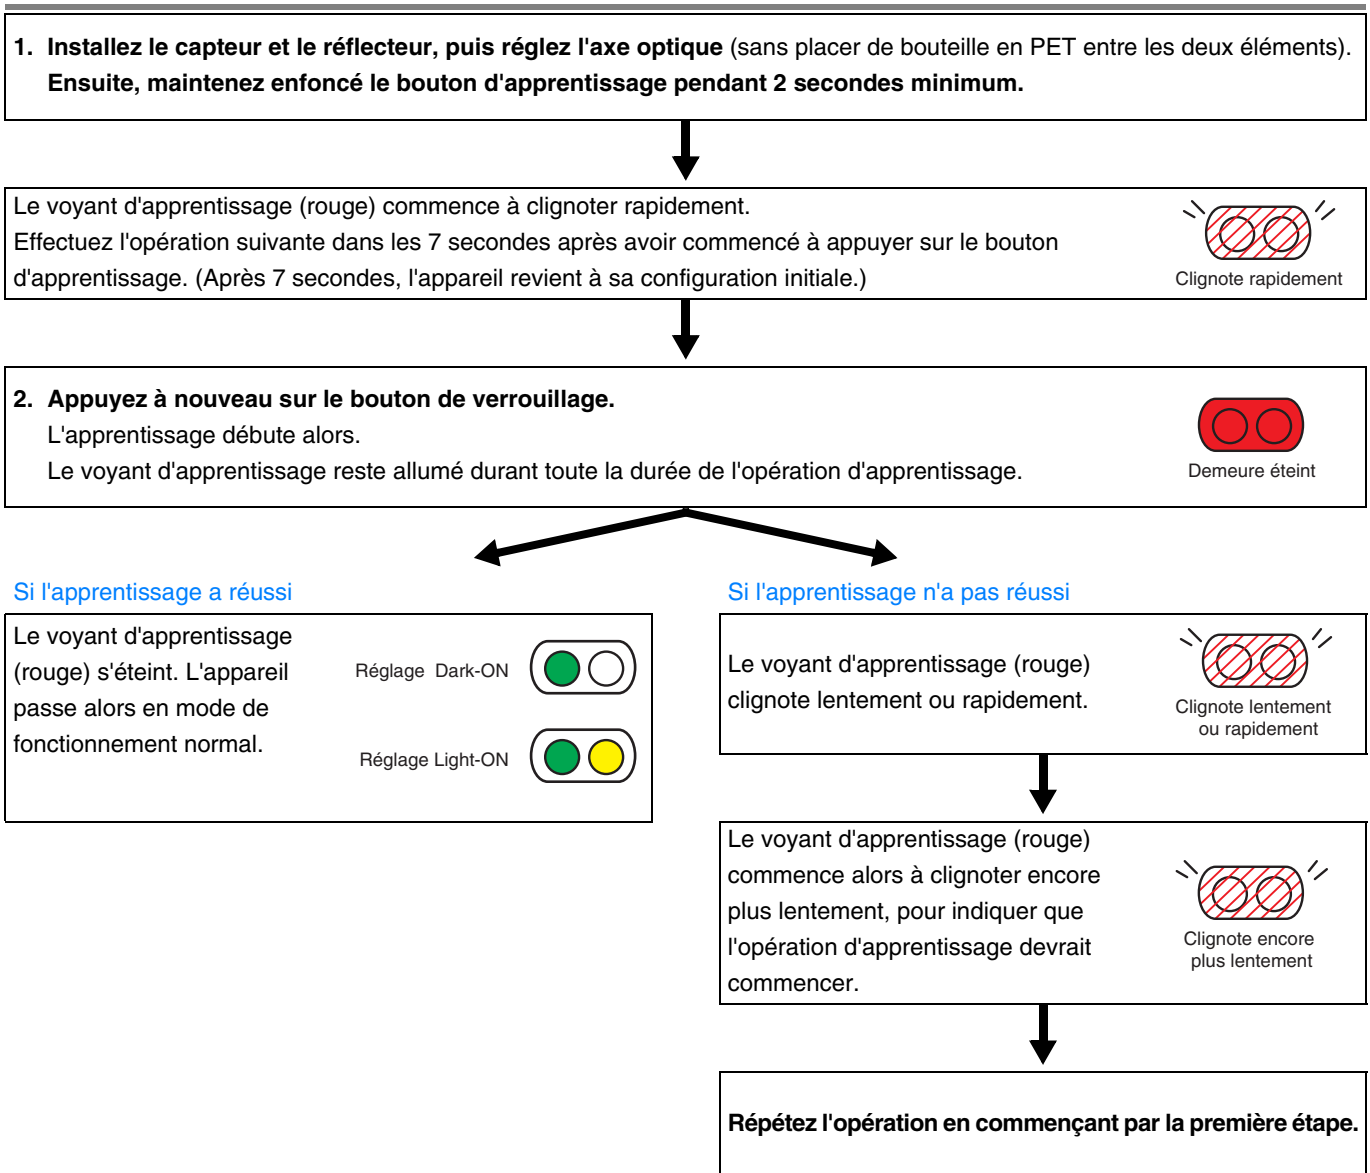 1. Installez le capteur et le réflecteur, puis réglez l'axe optique (sans placer de bouteille en PET entre les deux éléments).
Ensuite, maintenez enfoncé le bouton d'apprentissage pendant 2 secondes minimum.
Le voyant d'apprentissage (rouge) commence à clignoter rapidement.
Effectuez l'opération suivante dans les 7 secondes après avoir commencé à appuyer sur le bouton
d'apprentissage. (Après 7 secondes, l'appareil revient à sa configuration initiale.)
Clignote rapidement
2. Appuyez à nouveau sur le bouton de verrouillage.
L'apprentissage débute alors.
Le voyant d'apprentissage reste allumé durant toute la durée de l'opération d'apprentissage.
Demeure éteint
Si l'apprentissage a réussi
Le voyant d'apprentissage
(rouge) s'éteint. L'appareil
passe alors en mode de
fonctionnement normal.
Réglage Dark-ON
Réglage Light-ON
Si l'apprentissage n'a pas réussi
Le voyant d'apprentissage (rouge)
clignote lentement ou rapidement.
Clignote lentement
ou rapidement
Le voyant d'apprentissage (rouge)
commence alors à clignoter encore
plus lentement, pour indiquer que
l'opération d'apprentissage devrait
commencer.
Clignote encore
plus lentement
Répétez l'opération en commençant par la première étape.